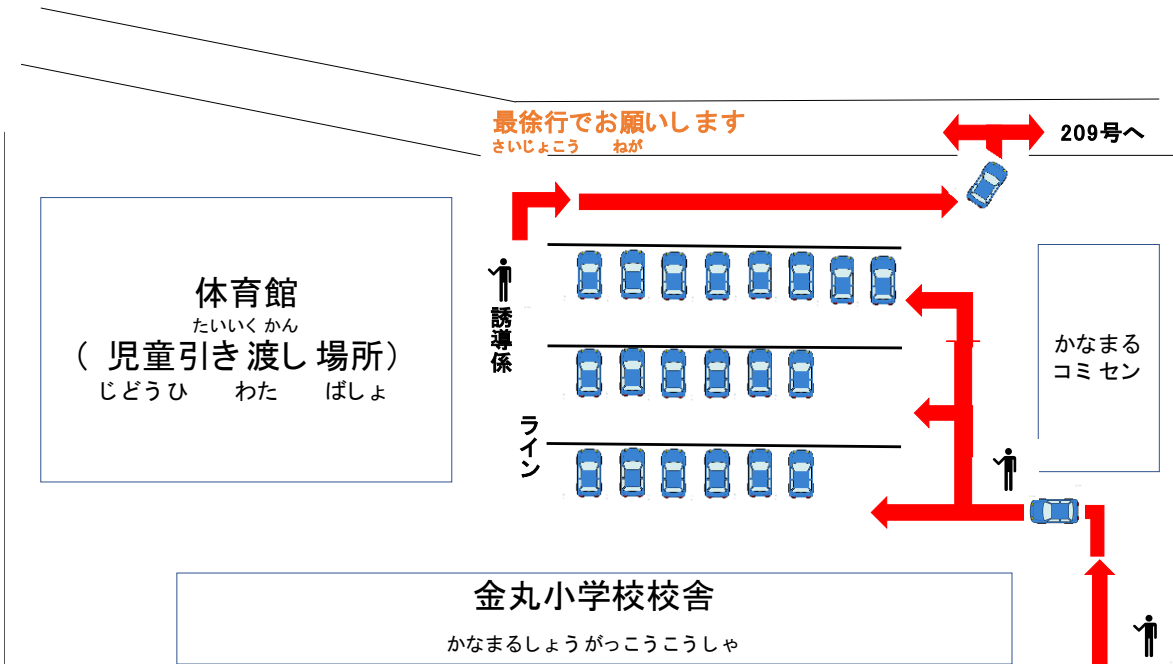 最徐行でお願いします
さいじょこう ねが
209号へ
体育館
たいいくかん
（ 児童引き渡し 場所）
じどうひ わた ばしょ
誘導係
ライン
かなまる
コミセン
金丸小学校校舎
かなまるしょうがっこうこうしゃ